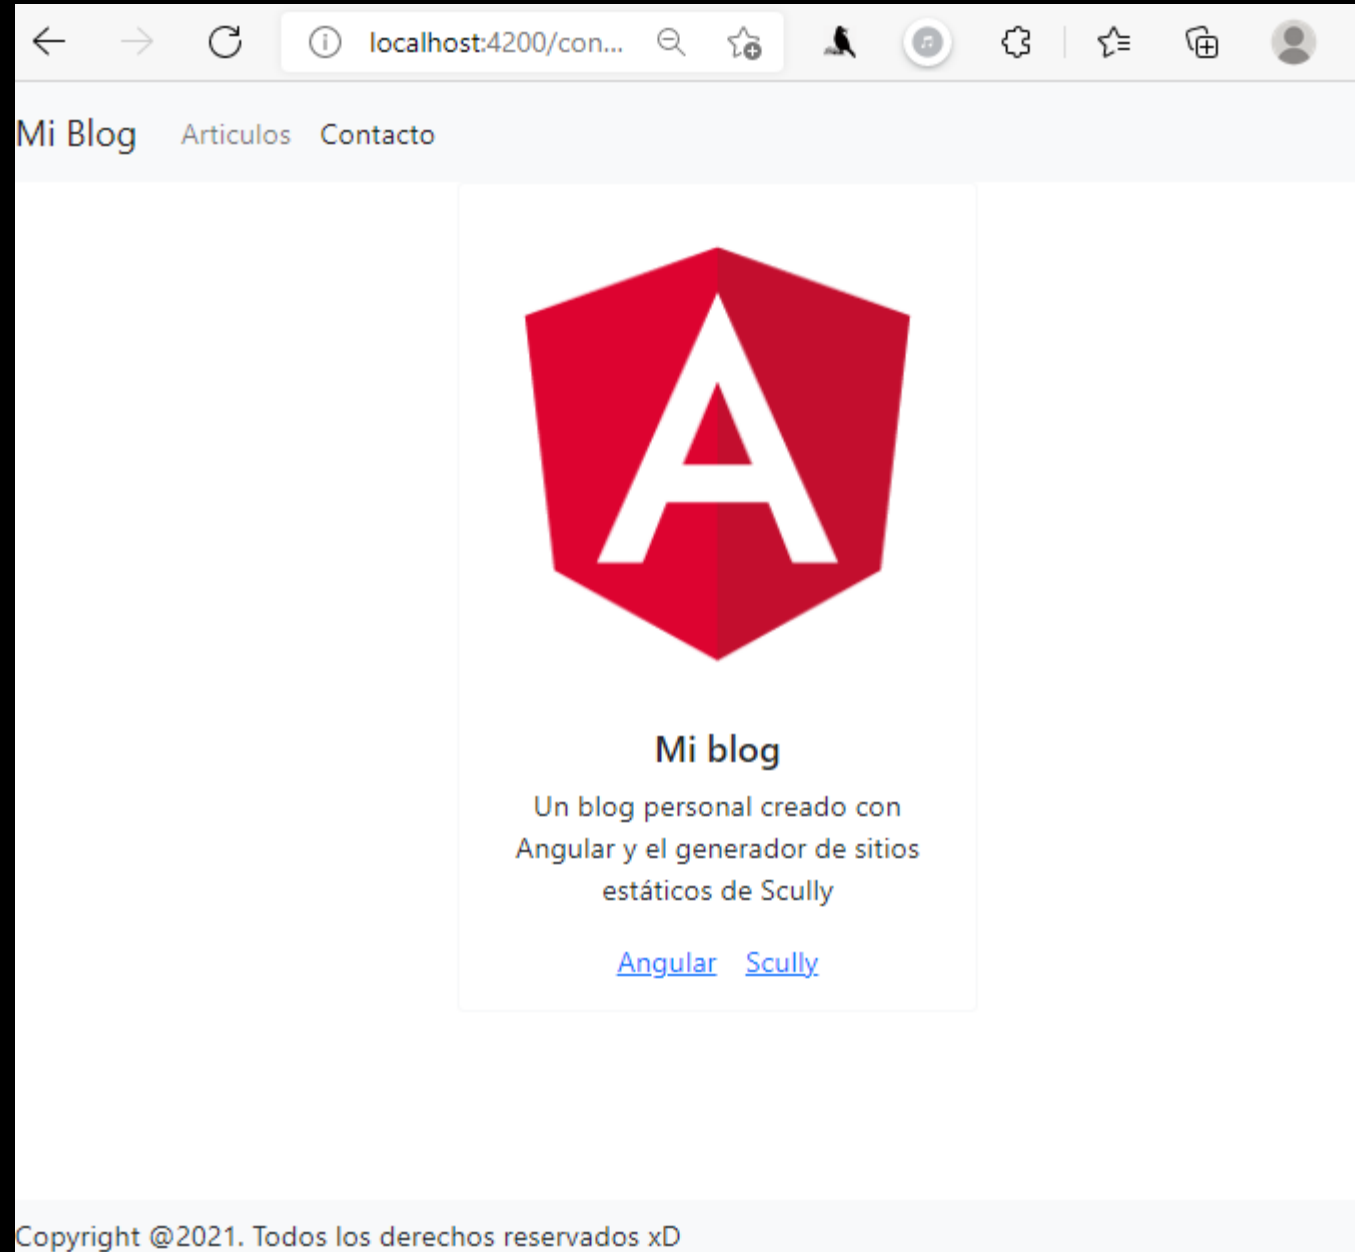 localhost:4200/con...
Mi Blog Articulos Contacto
A
Mi blog
Un blog personal creado con
Angular y el generador de sitios
estáticos de Scully
Angular Scully
Copyright @2021. Todos los derechos reservados xD